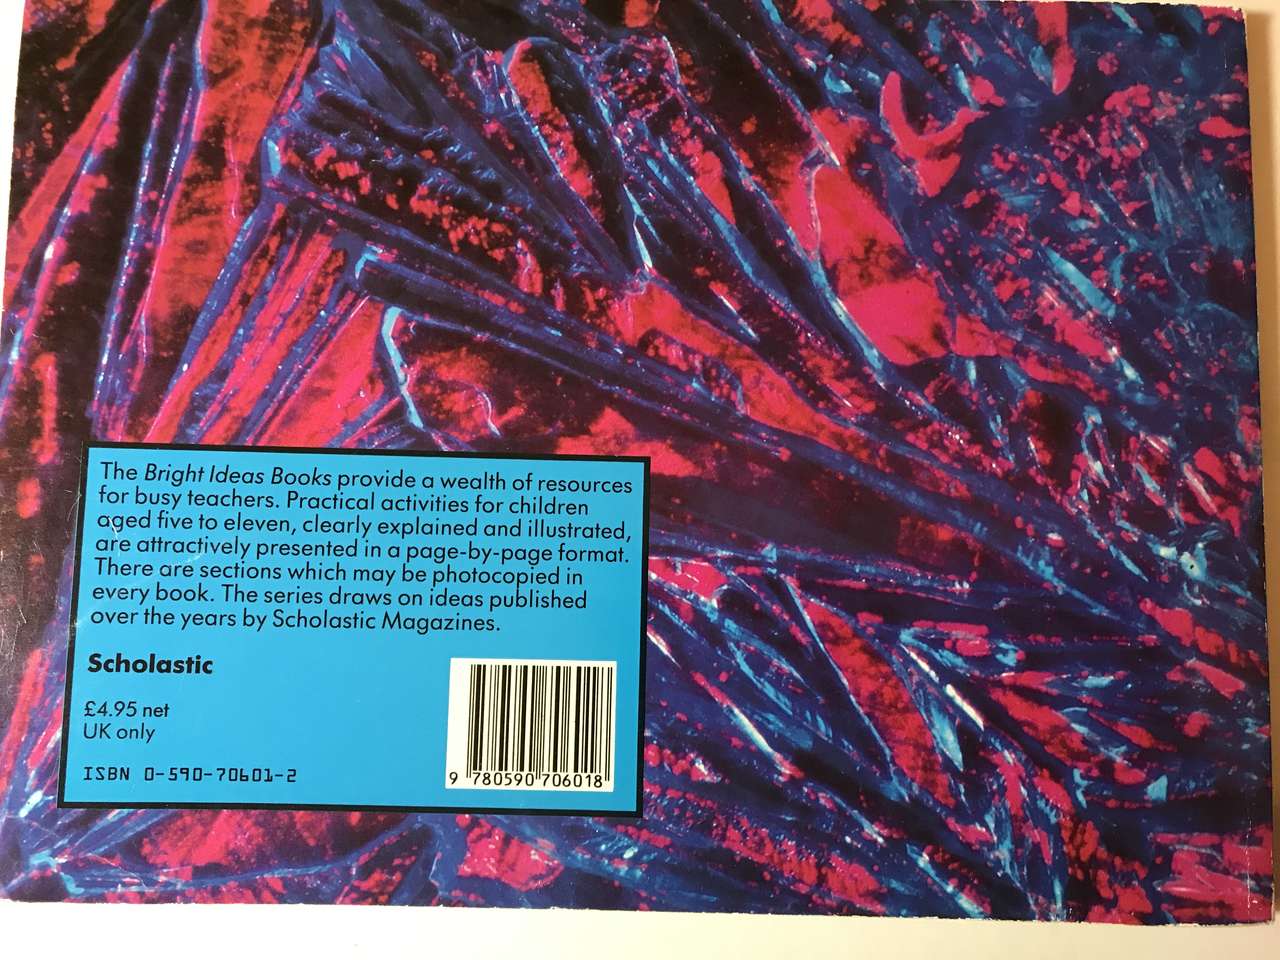 The Bright Ideas Books provide a wealth of resources
for busy teachers. Practical activities for children
aged five to eleven, clearly explained and illustrated,
are attractively presented in a page-by-page format.
There are sections which may be photocopied in
every book. The series draws on ideas published
over the years by Scholastic Magazines.
Scholastic
£4.95 net
UK only
ISBN 0-590-70601-2
9 780590 706018